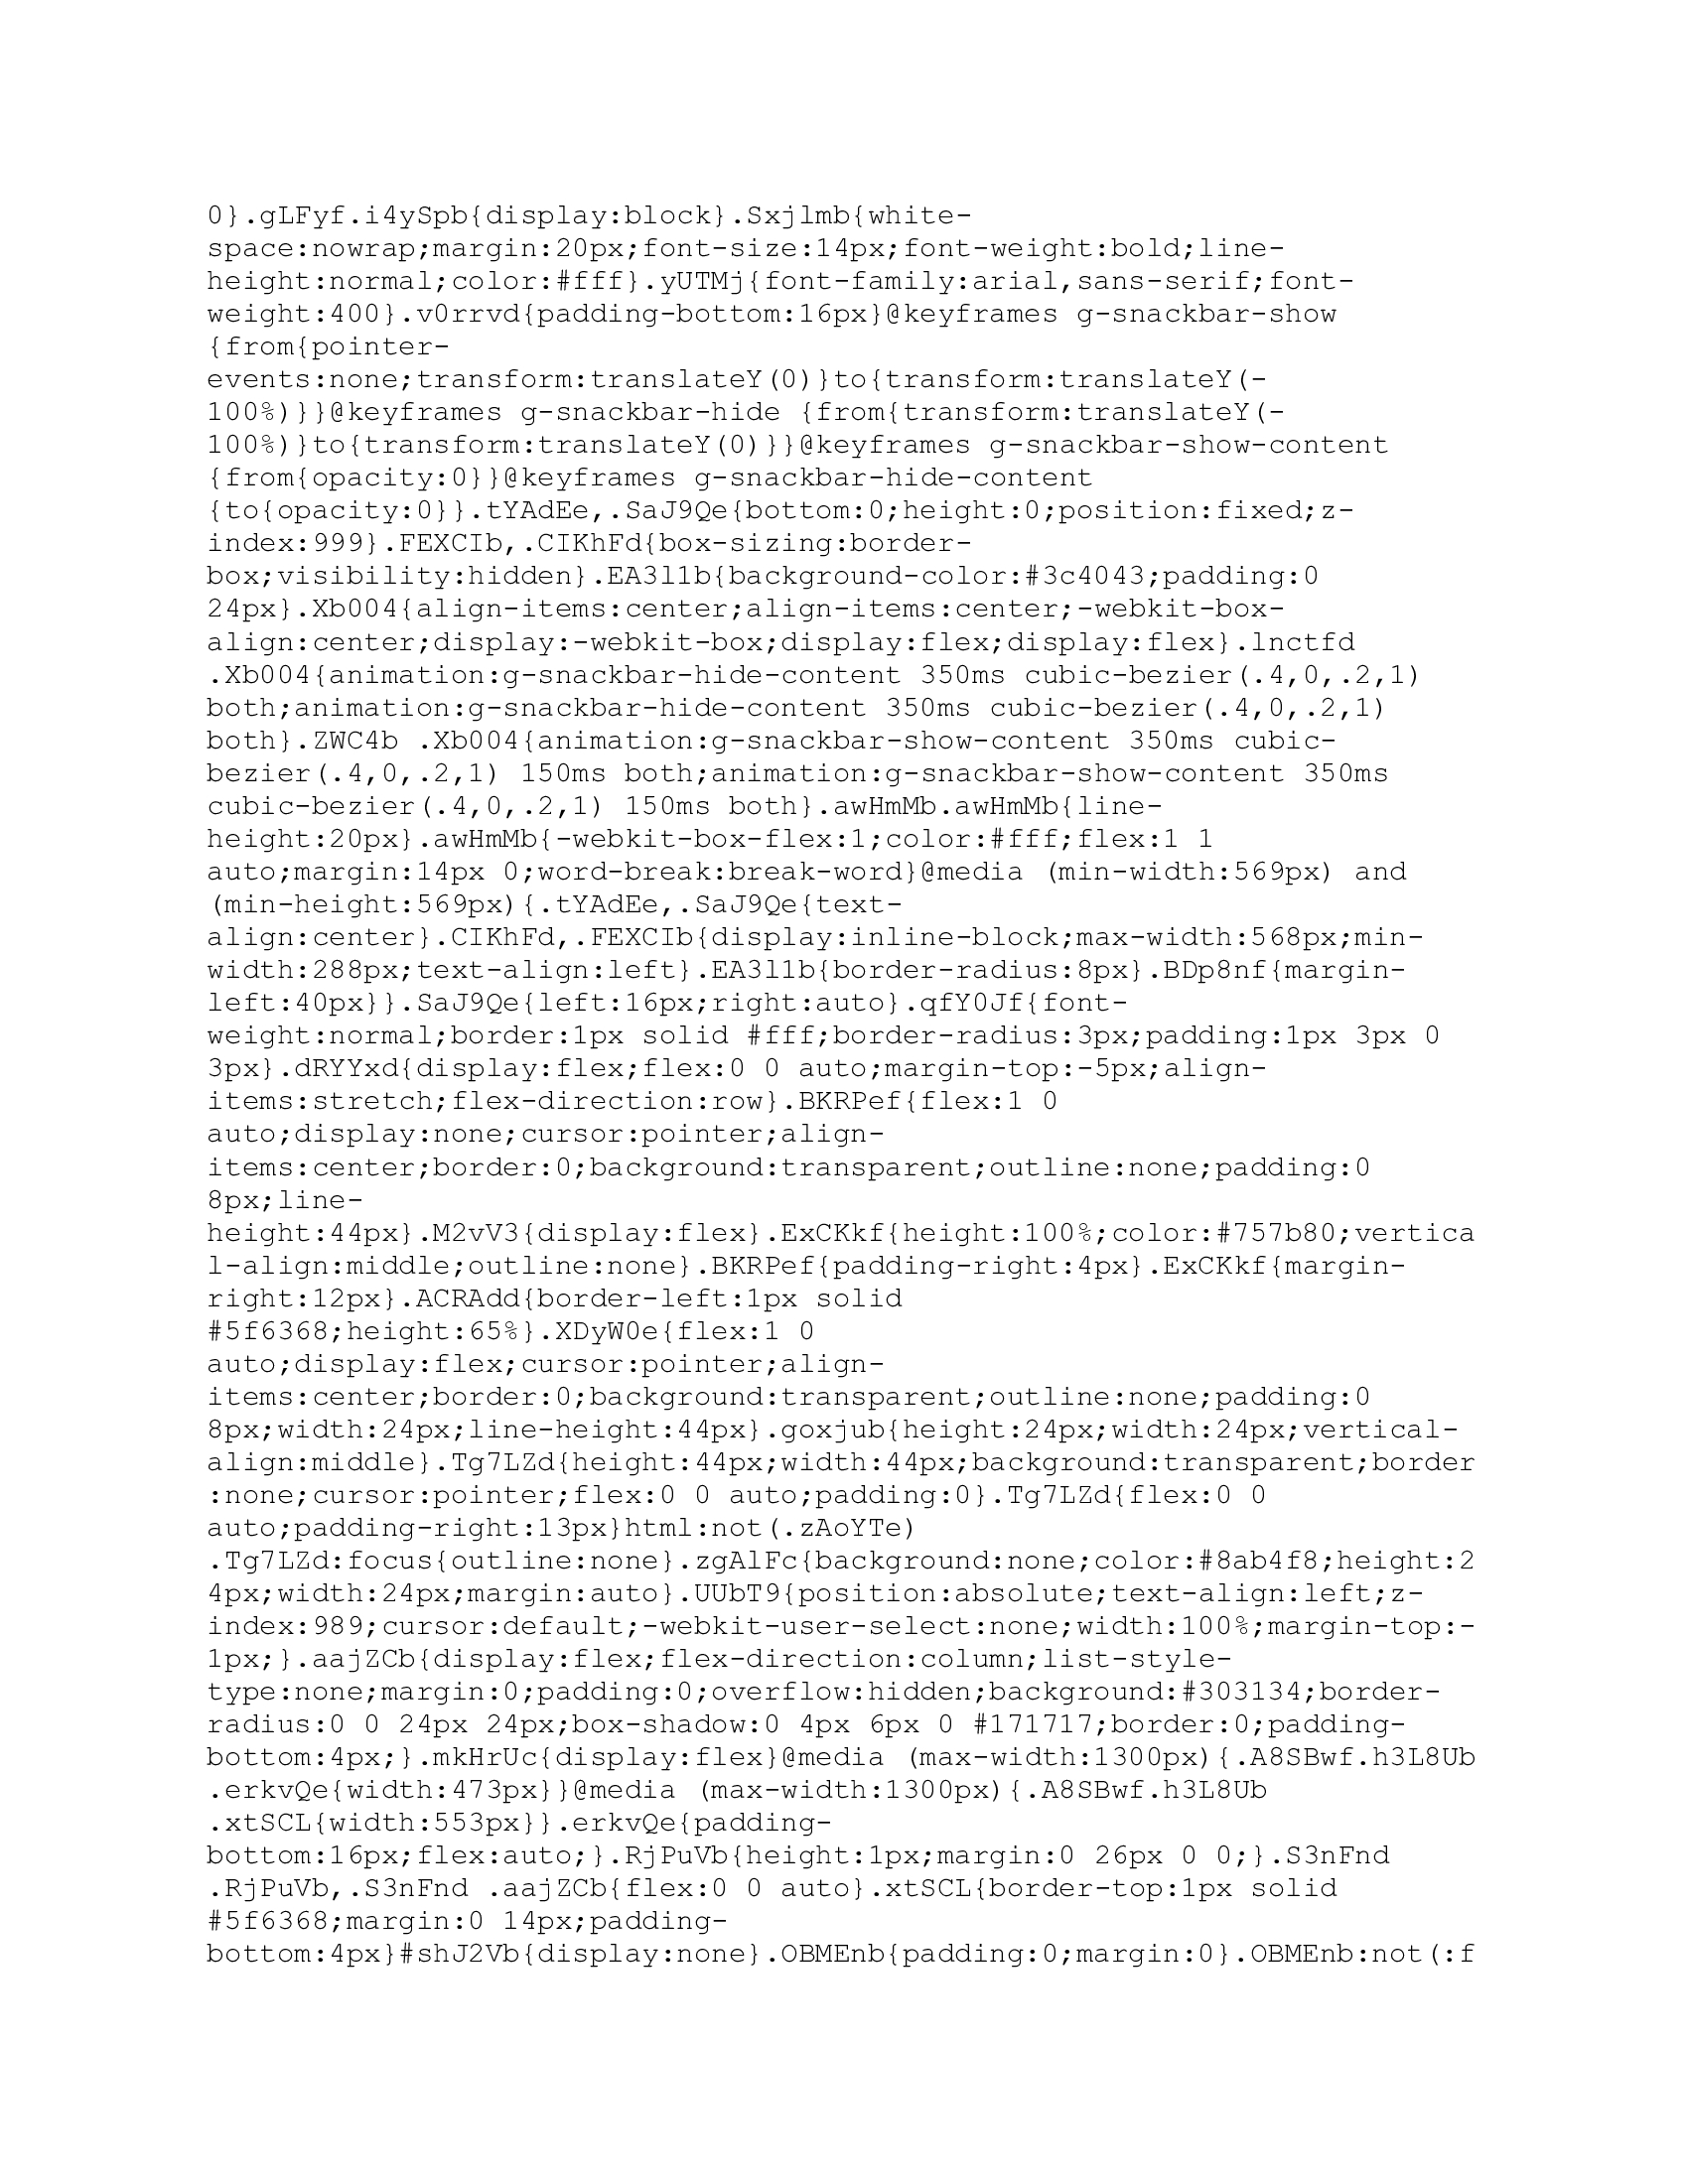 0}.gLFyf.i4ySpb{display:block}.Sxjlmb{white-
space:nowrap;margin:20px;font-size:14px;font-weight:bold;line-
height:normal;color:#fff}.yUTMj{font-family:arial,sans-serif;font-
weight:400}.v0rrvd{padding-bottom:16px}@keyframes g-snackbar-show
{from{pointer-
events:none;transform:translateY(0)}to{transform:translateY(-
100%)}}@keyframes g-snackbar-hide {from{transform:translateY(-
100%)}to{transform:translateY(0)}}@keyframes g-snackbar-show-content
{from{opacity:0}}@keyframes g-snackbar-hide-content
{to{opacity:0}}.tYAdEe,.SaJ9Qe{bottom:0;height:0;position:fixed;z-
index:999}.FEXCIb,.CIKhFd{box-sizing:border-
box;visibility:hidden}.EA3l1b{background-color:#3c4043;padding:0
24px}.Xb004{align-items:center;align-items:center;-webkit-box-
align:center;display:-webkit-box;display:flex;display:flex}.lnctfd
.Xb004{animation:g-snackbar-hide-content 350ms cubic-bezier(.4,0,.2,1)
both;animation:g-snackbar-hide-content 350ms cubic-bezier(.4,0,.2,1)
both}.ZWC4b .Xb004{animation:g-snackbar-show-content 350ms cubic-
bezier(.4,0,.2,1) 150ms both;animation:g-snackbar-show-content 350ms
cubic-bezier(.4,0,.2,1) 150ms both}.awHmMb.awHmMb{line-
height:20px}.awHmMb{-webkit-box-flex:1;color:#fff;flex:1 1
auto;margin:14px 0;word-break:break-word}@media (min-width:569px) and
(min-height:569px){.tYAdEe,.SaJ9Qe{text-
align:center}.CIKhFd,.FEXCIb{display:inline-block;max-width:568px;min-
width:288px;text-align:left}.EA3l1b{border-radius:8px}.BDp8nf{margin-
left:40px}}.SaJ9Qe{left:16px;right:auto}.qfY0Jf{font-
weight:normal;border:1px solid #fff;border-radius:3px;padding:1px 3px 0
3px}.dRYYxd{display:flex;flex:0 0 auto;margin-top:-5px;align-
items:stretch;flex-direction:row}.BKRPef{flex:1 0
auto;display:none;cursor:pointer;align-
items:center;border:0;background:transparent;outline:none;padding:0
8px;line-
height:44px}.M2vV3{display:flex}.ExCKkf{height:100%;color:#757b80;vertica
l-align:middle;outline:none}.BKRPef{padding-right:4px}.ExCKkf{margin-
right:12px}.ACRAdd{border-left:1px solid
#5f6368;height:65%}.XDyW0e{flex:1 0
auto;display:flex;cursor:pointer;align-
items:center;border:0;background:transparent;outline:none;padding:0
8px;width:24px;line-height:44px}.goxjub{height:24px;width:24px;vertical-
align:middle}.Tg7LZd{height:44px;width:44px;background:transparent;border
:none;cursor:pointer;flex:0 0 auto;padding:0}.Tg7LZd{flex:0 0
auto;padding-right:13px}html:not(.zAoYTe)
.Tg7LZd:focus{outline:none}.zgAlFc{background:none;color:#8ab4f8;height:2
4px;width:24px;margin:auto}.UUbT9{position:absolute;text-align:left;z-
index:989;cursor:default;-webkit-user-select:none;width:100%;margin-top:-
1px;}.aajZCb{display:flex;flex-direction:column;list-style-
type:none;margin:0;padding:0;overflow:hidden;background:#303134;border-
radius:0 0 24px 24px;box-shadow:0 4px 6px 0 #171717;border:0;padding-
bottom:4px;}.mkHrUc{display:flex}@media (max-width:1300px){.A8SBwf.h3L8Ub
.erkvQe{width:473px}}@media (max-width:1300px){.A8SBwf.h3L8Ub
.xtSCL{width:553px}}.erkvQe{padding-
bottom:16px;flex:auto;}.RjPuVb{height:1px;margin:0 26px 0 0;}.S3nFnd
.RjPuVb,.S3nFnd .aajZCb{flex:0 0 auto}.xtSCL{border-top:1px solid
#5f6368;margin:0 14px;padding-
bottom:4px}#shJ2Vb{display:none}.OBMEnb{padding:0;margin:0}.OBMEnb:not(:f